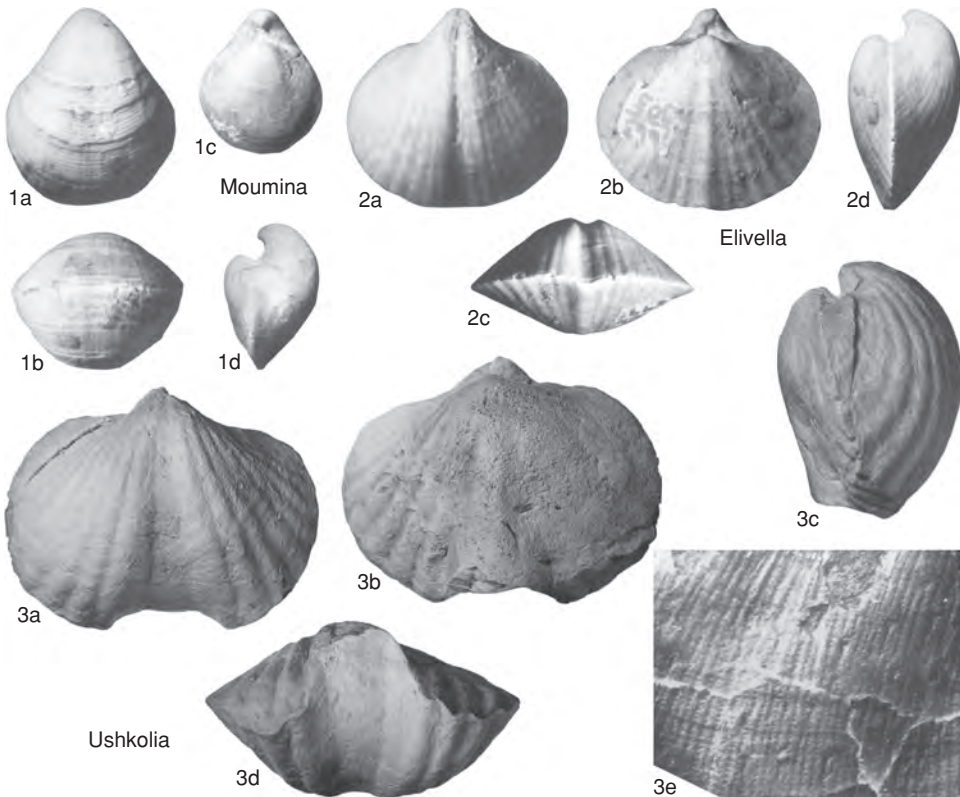 1a
1c
Moumina
2a
2b
Elivella
2d
1b
1d
2c
3a
3b
3c
Ushkolia
3d
3e